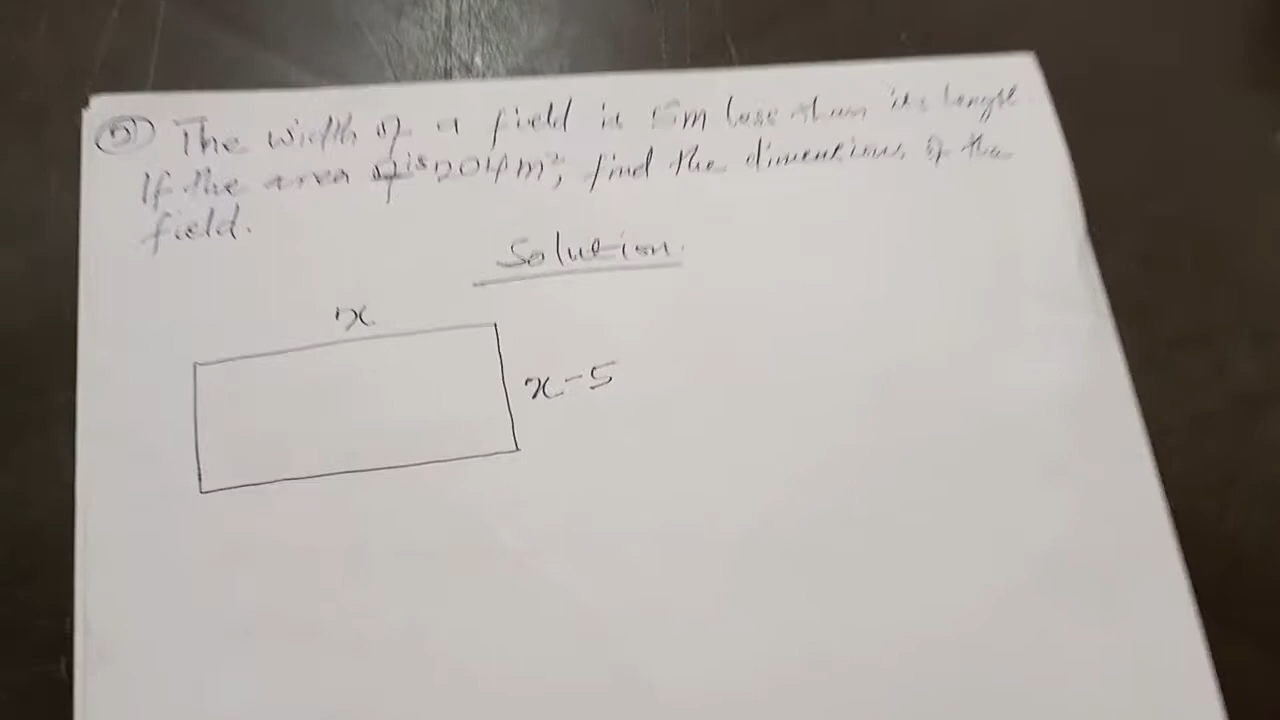 5) The width of a field is 5m less than its length
If the area is 204m², find the dimensions of the
field.
Solution.
x
x-5